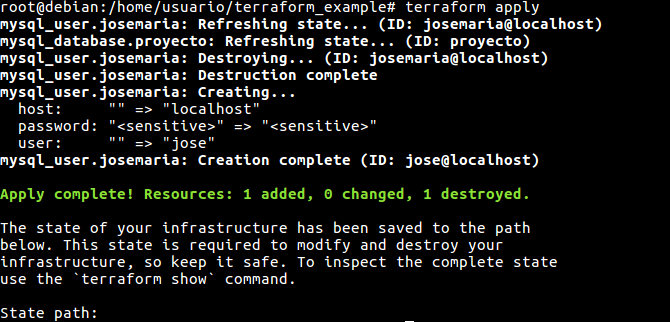 root@debian:/home/usuario/terraform_example# terraform apply
mysql_user.josemaria: Refreshing state... (ID: josemaria@localhost)
mysql_database.proyecto: Refreshing state... (ID: proyecto)
mysql_user.josemaria: Destroying... (ID: josemaria@localhost)
mysql_user.josemaria: Destruction complete
mysql_user.josemaria: Creating...
  host:     "" => "localhost"
  password: "<sensitive>" => "<sensitive>"
  user:     "" => "jose"
mysql_user.josemaria: Creation complete (ID: jose@localhost)

Apply complete! Resources: 1 added, 0 changed, 1 destroyed.

The state of your infrastructure has been saved to the path
below. This state is required to modify and destroy your
infrastructure, so keep it safe. To inspect the complete state
use the `terraform show` command.

State path: